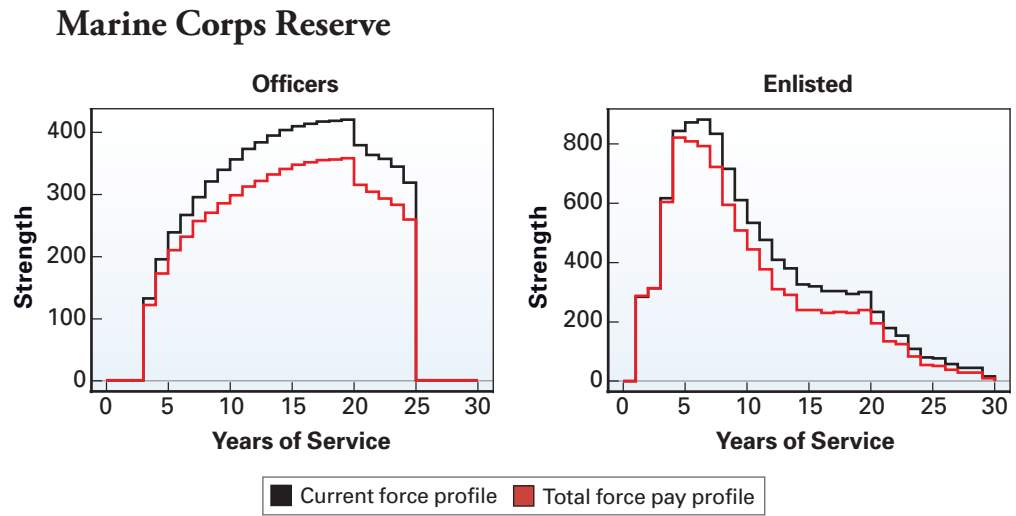 Marine Corps Reserve
Officers
Enlisted
Strength
400
300
200
100
0
0 5 10 15 20 25 30
Years of Service
Strength
800
600
400
200
0
0 5 10 15 20 25 30
Years of Service
Current force profile
Total force pay profile